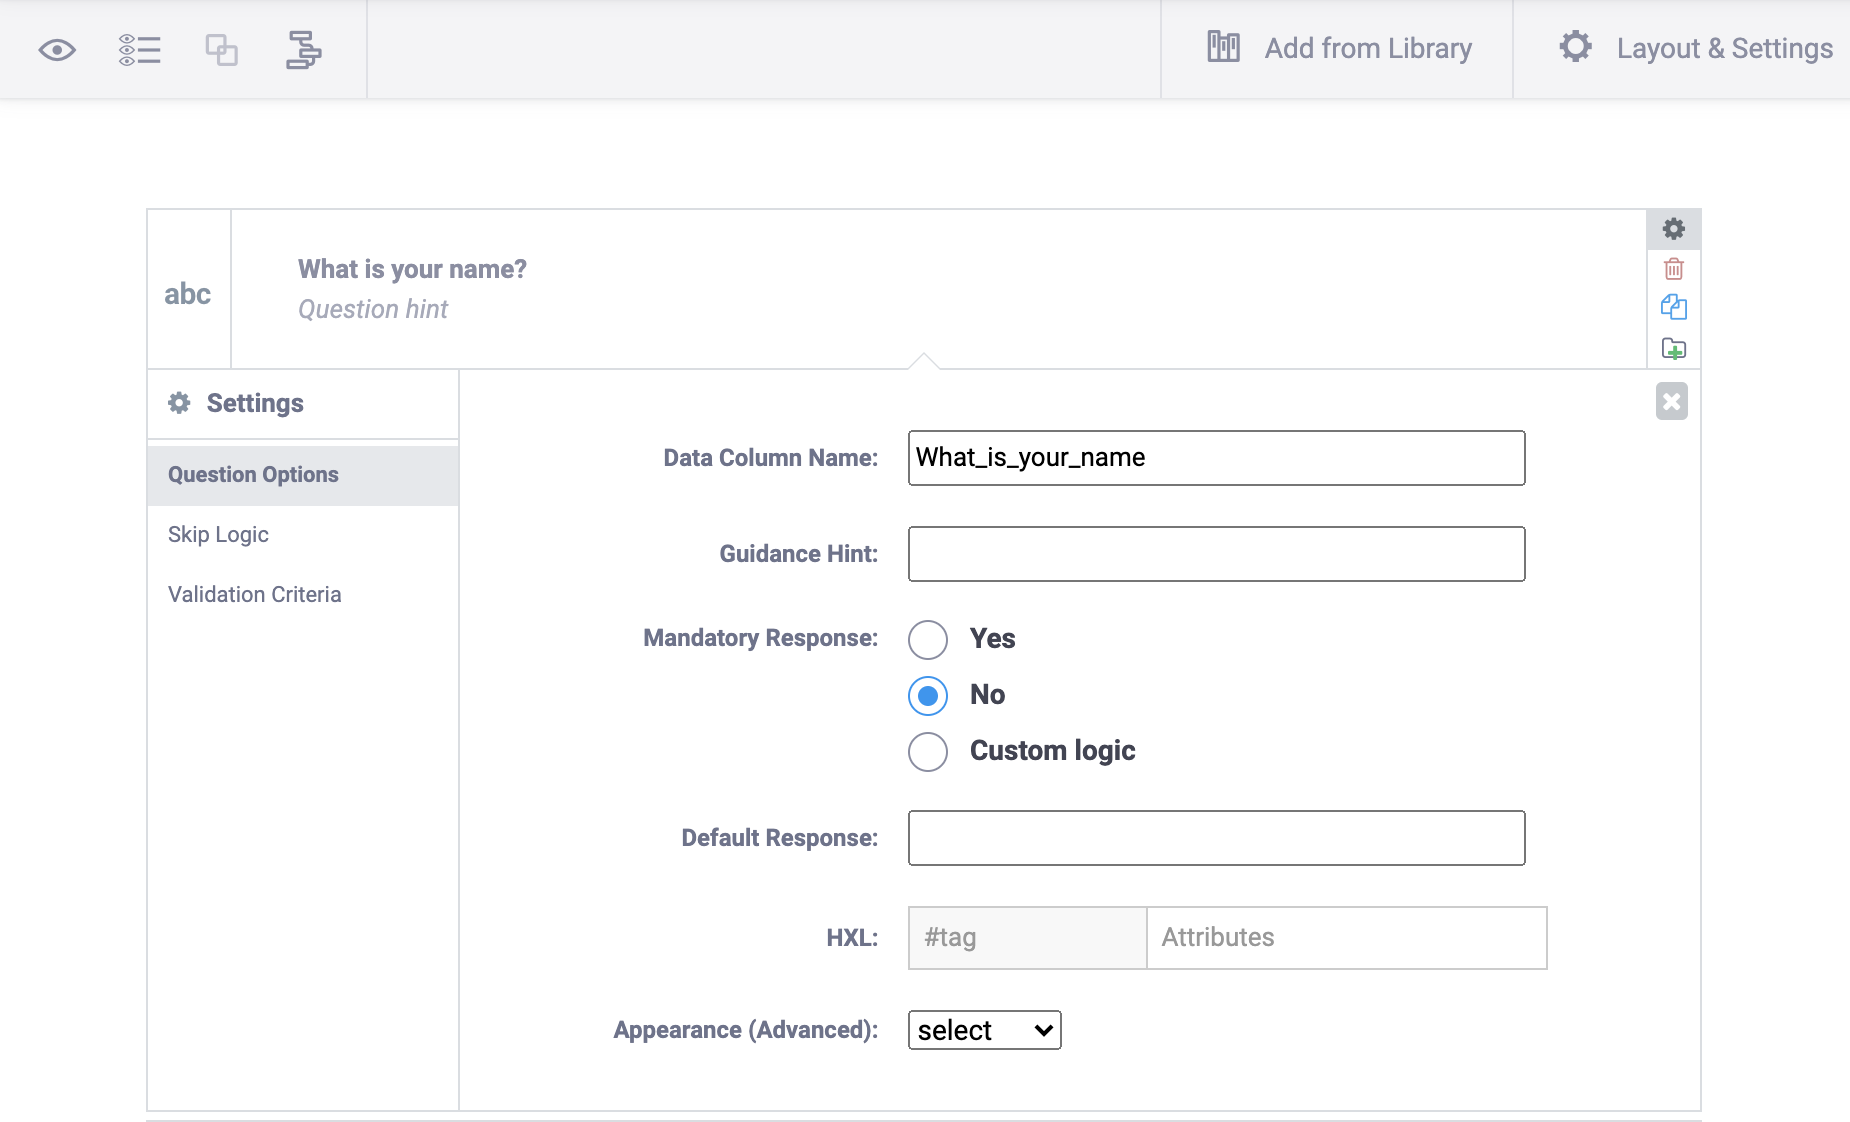 Add from Library
Layout & Settings
abc
What is your name?
Question hint
Settings
Question Options
Skip Logic
Validation Criteria
Data Column Name:
What_is_your_name
Guidance Hint:
Mandatory Response:
Yes
No
Custom logic
Default Response:
HXL:
#tag
Attributes
Appearance (Advanced):
select